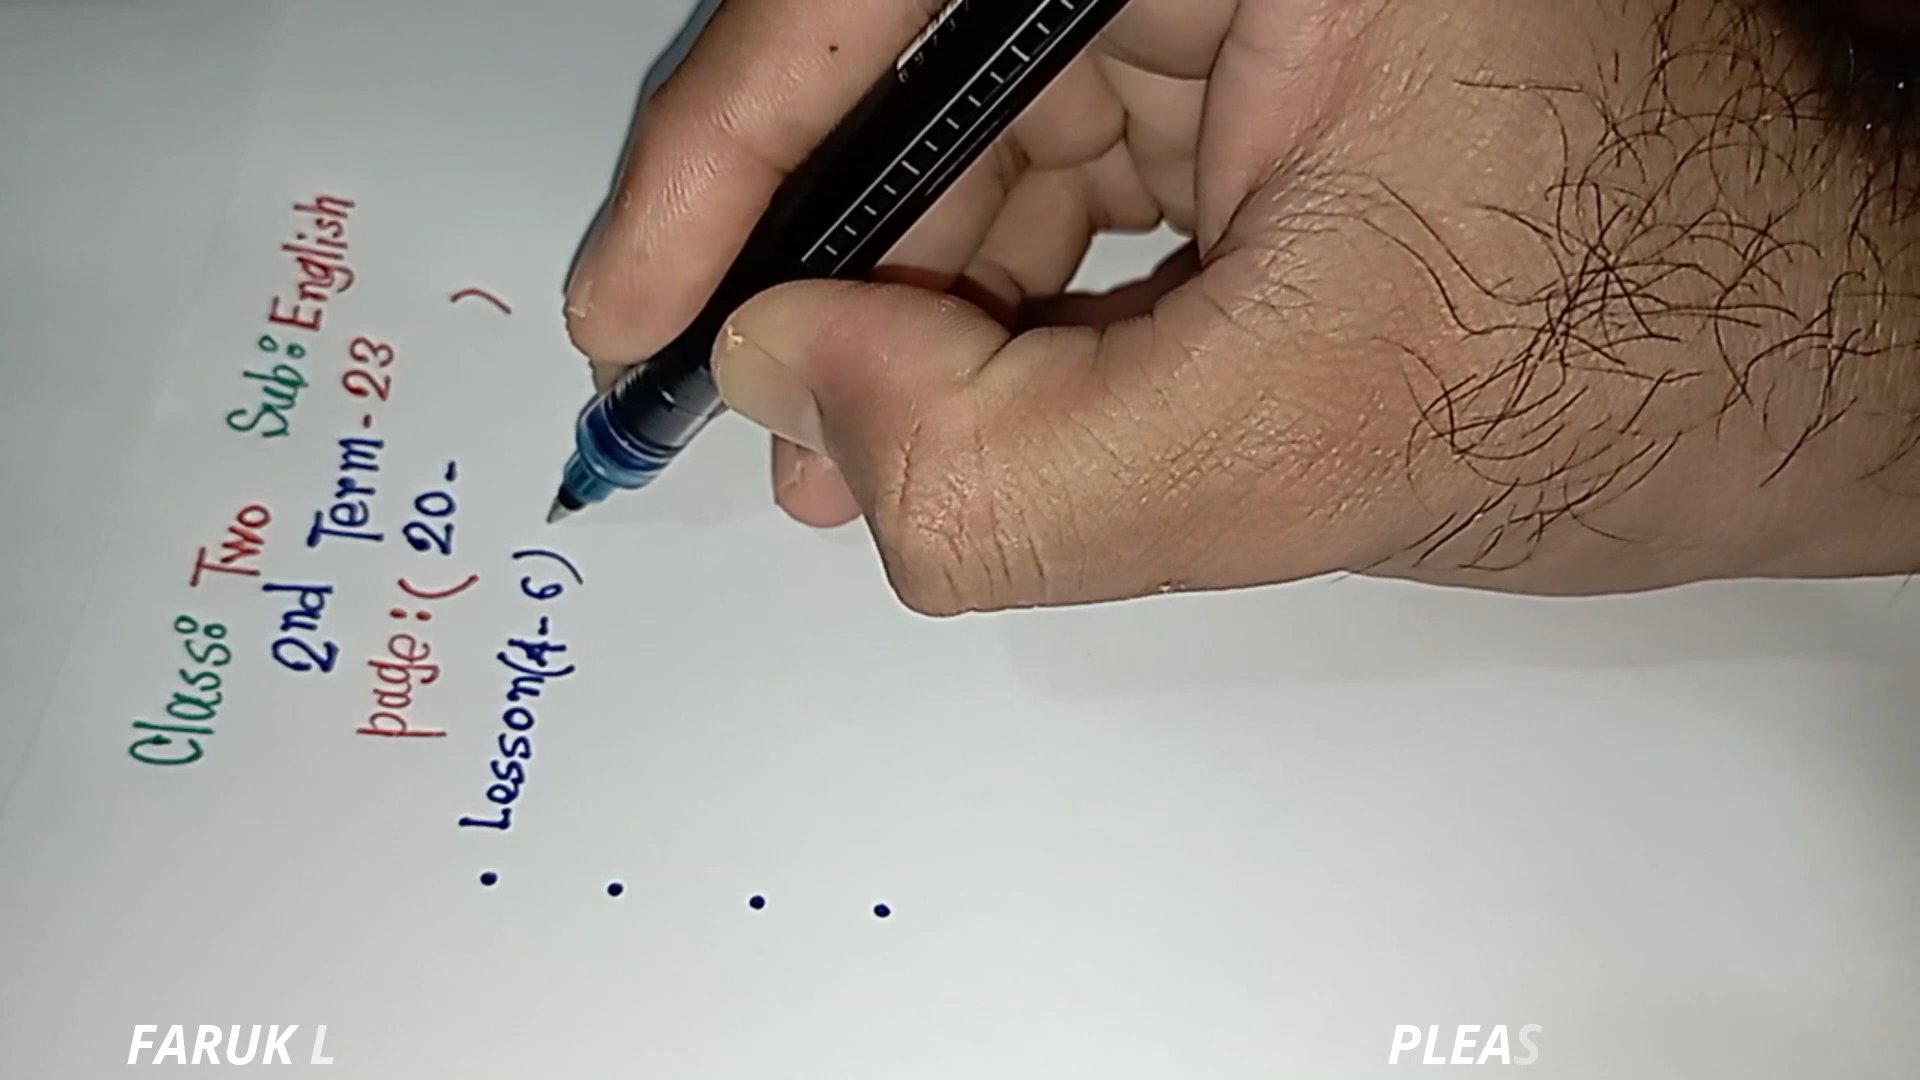 Class: Two Sub: English
2nd Term-23
page: ( 20- )
• Lesson(4-6)
•
•
•
FARUK L
PLEAS